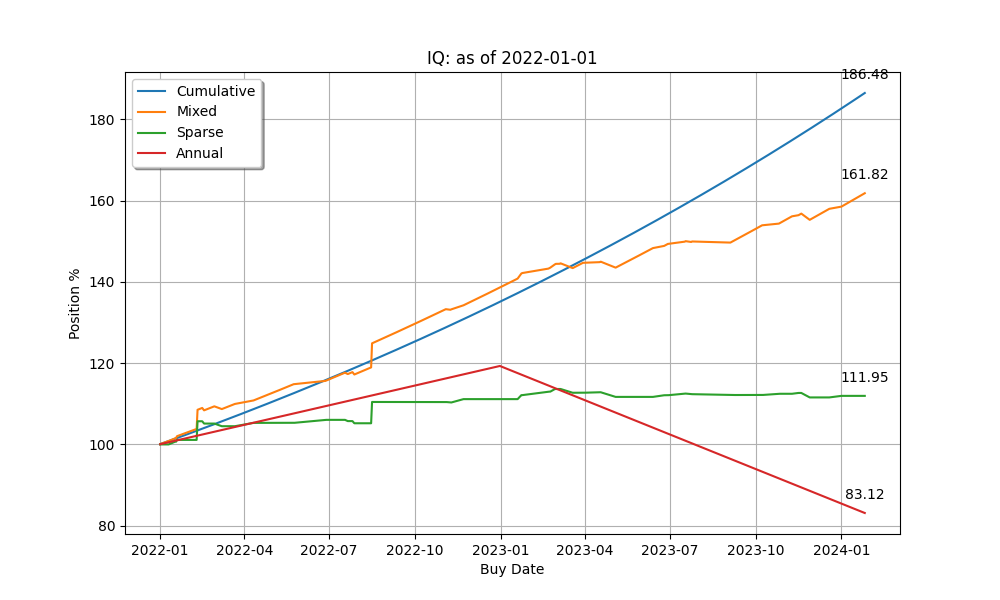 IQ: as of 2022-01-01
Cumulative
Mixed
Sparse
Annual
186.48
161.82
111.95
83.12
Position %
180
160
140
120
100
80
2022-01 2022-04 2022-07 2022-10 2023-01 2023-04 2023-07 2023-10 2024-01
Buy Date